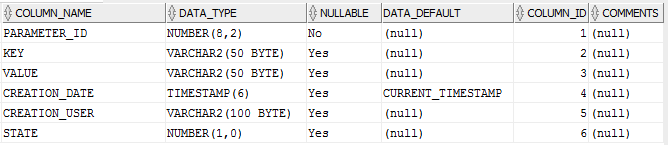 COLUMN_NAME DATA_TYPE NULLABLE DATA_DEFAULT COLUMN_ID COMMENTS
PARAMETER_ID NUMBER(8,2) No (null) 1 (null)
KEY VARCHAR2(50 BYTE) Yes (null) 2 (null)
VALUE VARCHAR2(50 BYTE) Yes (null) 3 (null)
CREATION_DATE TIMESTAMP(6) Yes CURRENT_TIMESTAMP 4 (null)
CREATION_USER VARCHAR2(100 BYTE) Yes (null) 5 (null)
STATE NUMBER(1,0) Yes (null) 6 (null)